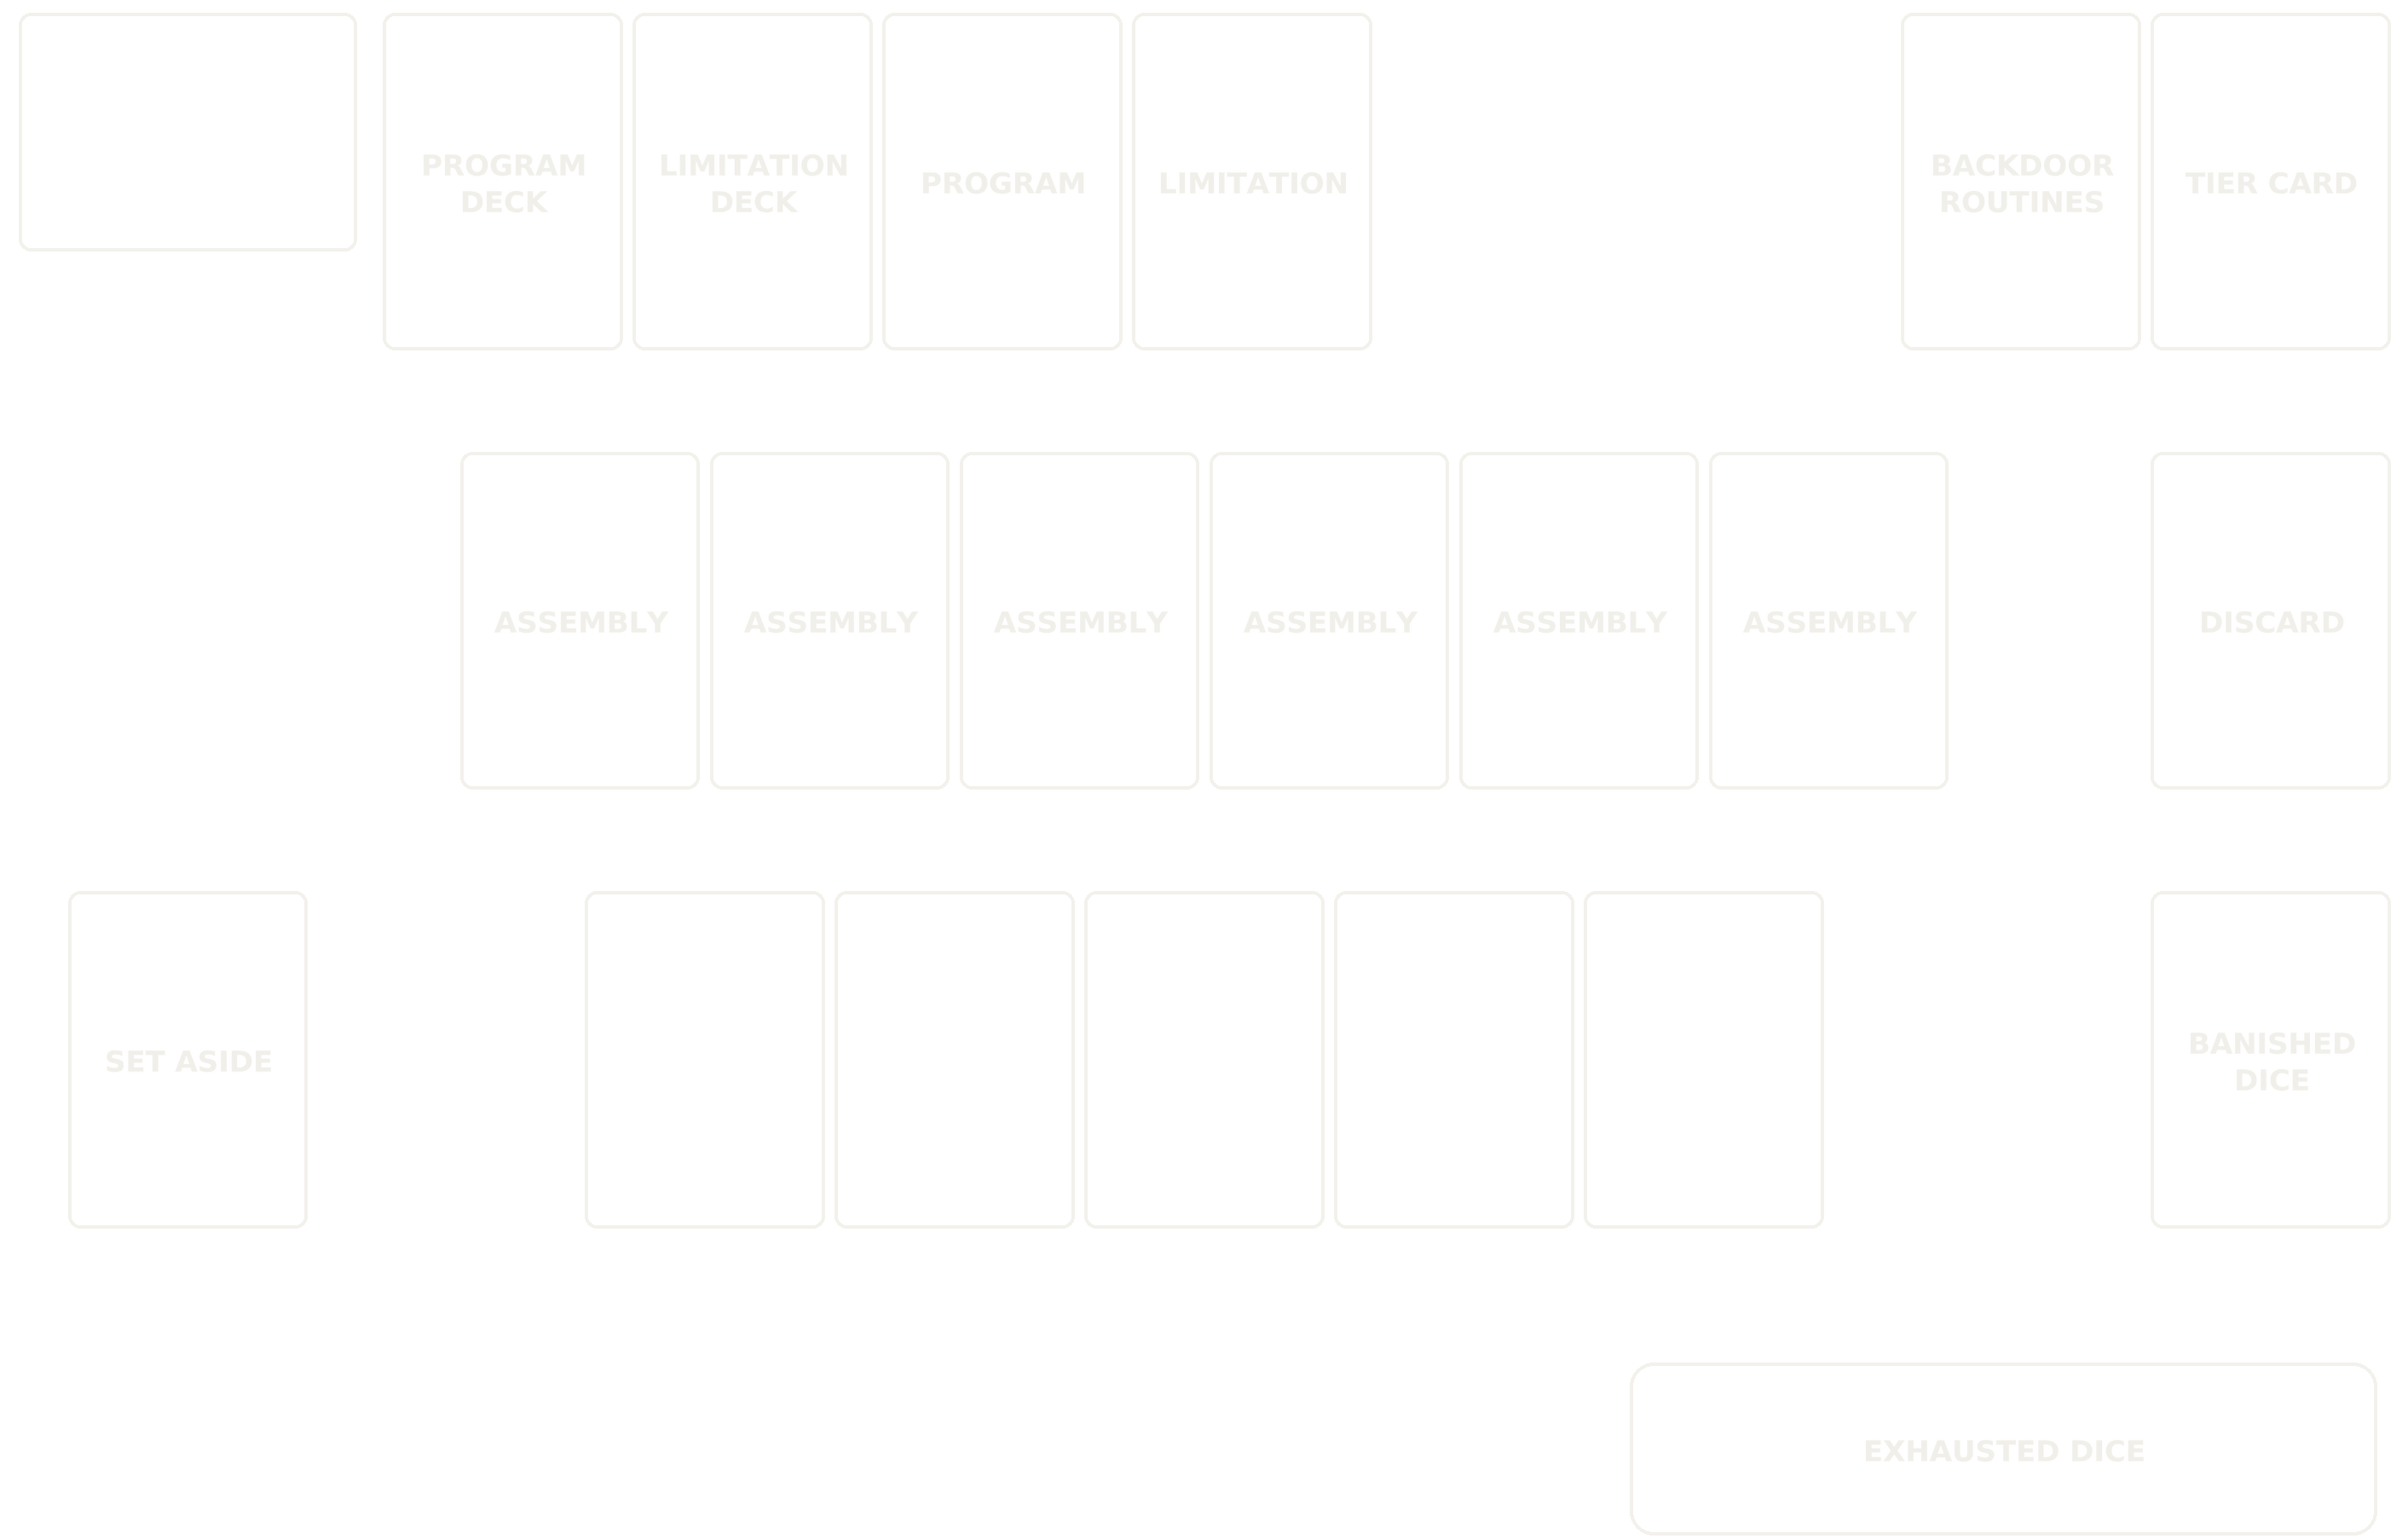 PROGRAM
DECK
LIMITATION
DECK
PROGRAM
LIMITATION
BACKDOOR
ROUTINES
TIER CARD
ASSEMBLY
ASSEMBLY
ASSEMBLY
ASSEMBLY
ASSEMBLY
ASSEMBLY
DISCARD
SET ASIDE
BANISHED
DICE
EXHAUSTED DICE